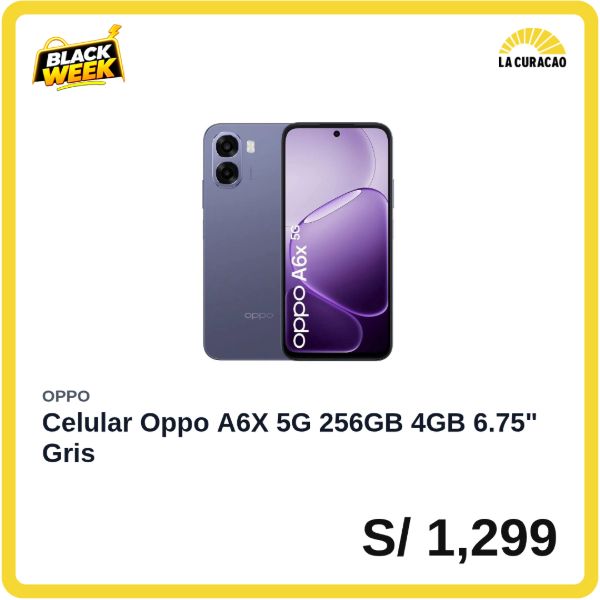 BLACK
WEEK
LA CURACAO
oppo
oppo A6x 5G
OPPO
Celular Oppo A6X 5G 256GB 4GB 6.75"
Gris
S/ 1,299